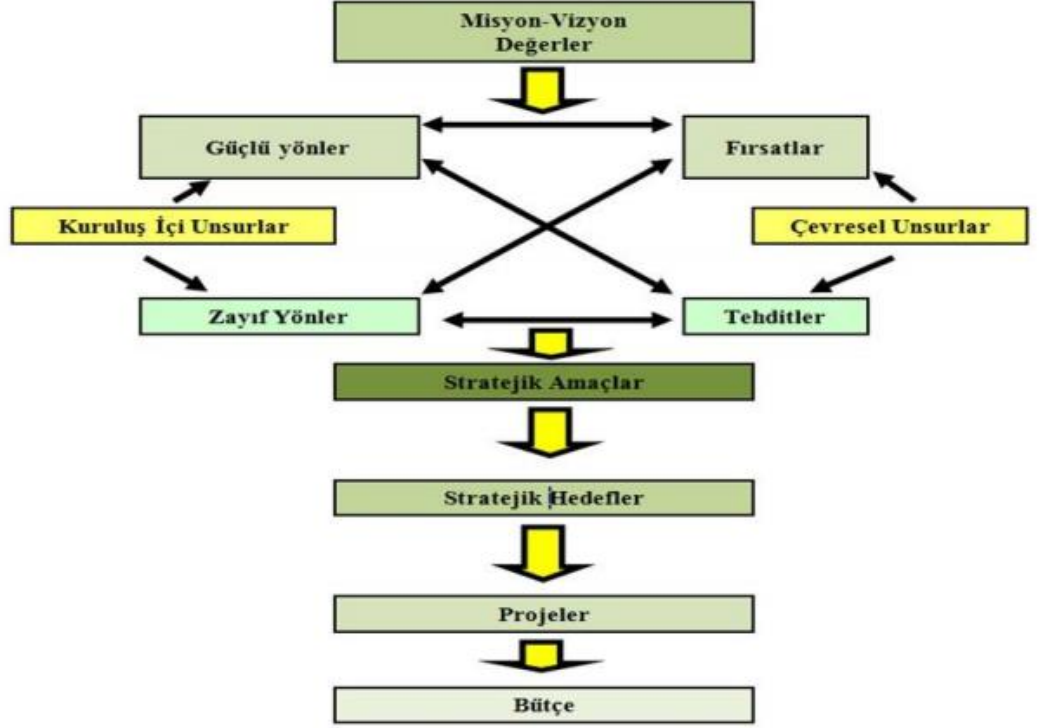 Misyon-Vizyon
Değerler
Güçlü yönler
Fırsatlar
Kuruluş İçi Unsurlar
Çevresel Unsurlar
Zayıf Yönler
Tehditler
Stratejik Amaçlar
Stratejik Hedefler
Projeler
Bütçe